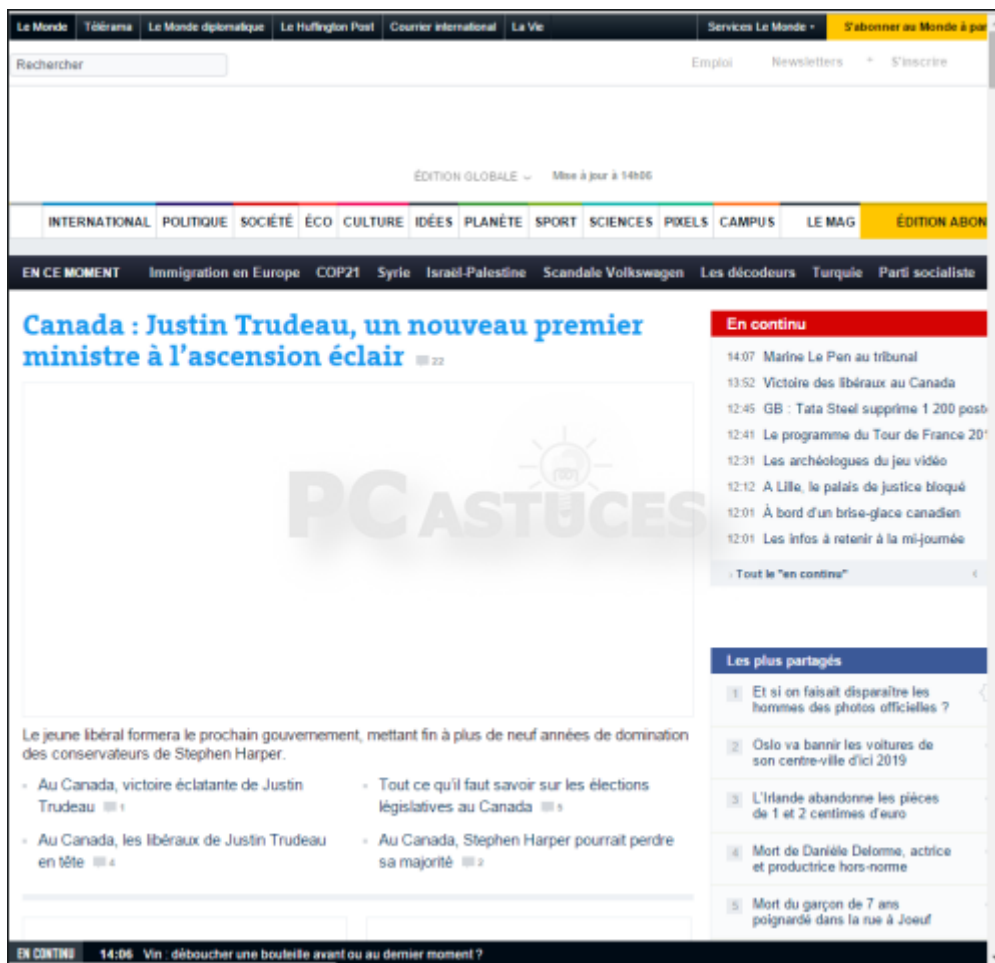 Le Monde Télérama Le Monde diplomatique Le Huffington Post Courrier international La Vie Services Le Monde S'abonner au Monde à par
Rechercher Emploi Newsletters + S'inscrire
ÉDITION GLOBALE Mise à jour à 14h06
INTERNATIONAL POLITIQUE SOCIÉTÉ ÉCO CULTURE IDÉES PLANÈTE SPORT SCIENCES PIXELS CAMPUS LE MAG ÉDITION ABON
EN CE MOMENT Immigration en Europe COP21 Syrie Israël-Palestine Scandale Volkswagen Les décodeurs Turquie Parti socialiste
Canada : Justin Trudeau, un nouveau premier
ministre à l'ascension éclair 22
PC ASTUCES
Le jeune libéral formera le prochain gouvernement, mettant fin à plus de neuf années de domination
des conservateurs de Stephen Harper.
Au Canada, victoire éclatante de Justin
Trudeau 1
Au Canada, les libéraux de Justin Trudeau
en tête 4
Tout ce qu'il faut savoir sur les élections
législatives au Canada 5
Au Canada, Stephen Harper pourrait perdre
sa majorité 2
En continu
14:07 Marine Le Pen au tribunal
13:52 Victoire des libéraux au Canada
12:45 GB : Tata Steel supprime 1 200 post
12:41 Le programme du Tour de France 201
12:31 Les archéologues du jeu vidéo
12:12 A Lille, le palais de justice bloqué
12:01 À bord d'un brise-glace canadien
12:01 Les infos à retenir à la mi-journée
Tout le "en continu"
Les plus partagés
1 Et si on faisait disparaître les
hommes des photos officielles ?
2 Oslo va bannir les voitures de
son centre-ville d'ici 2019
3 L'Irlande abandonne les pièces
de 1 et 2 centimes d'euro
4 Mort de Danièle Delorme, actrice
et productrice hors-norme
5 Mort du garçon de 7 ans
poignardé dans la rue à Joeuf
EN CONTINU 14:06 Vin : déboucher une bouteille avant ou au dernier moment ?